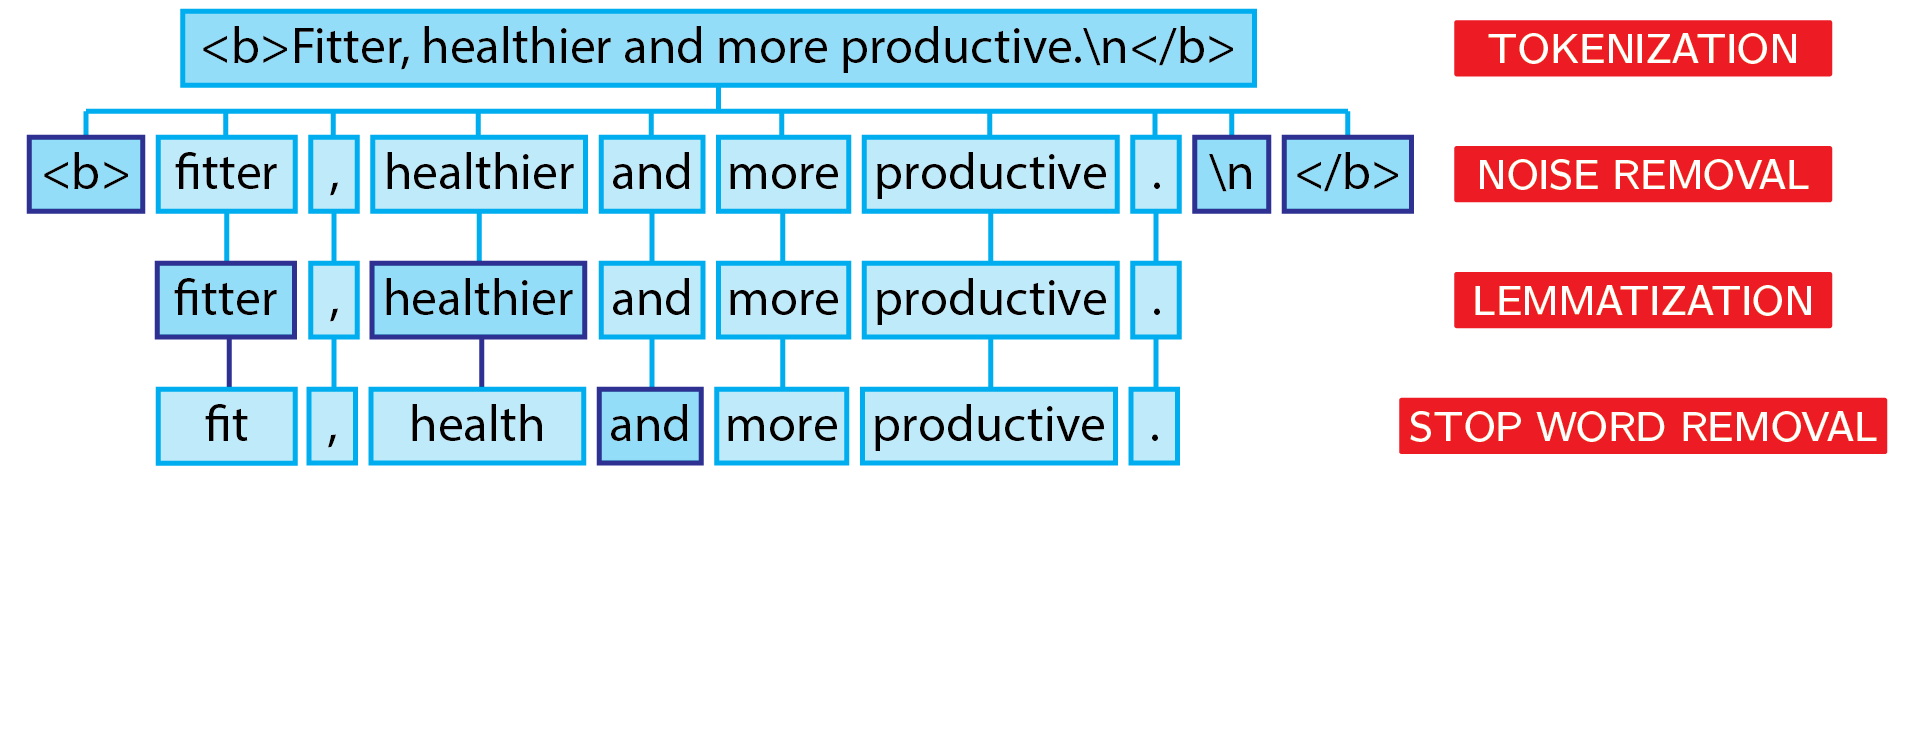 <b>Fitter, healthier and more productive.\n</b> TOKENIZATION
<b> fitter , healthier and more productive . \n </b> NOISE REMOVAL
fitter , healthier and more productive . LEMMATIZATION
fit , health and more productive . STOP WORD REMOVAL